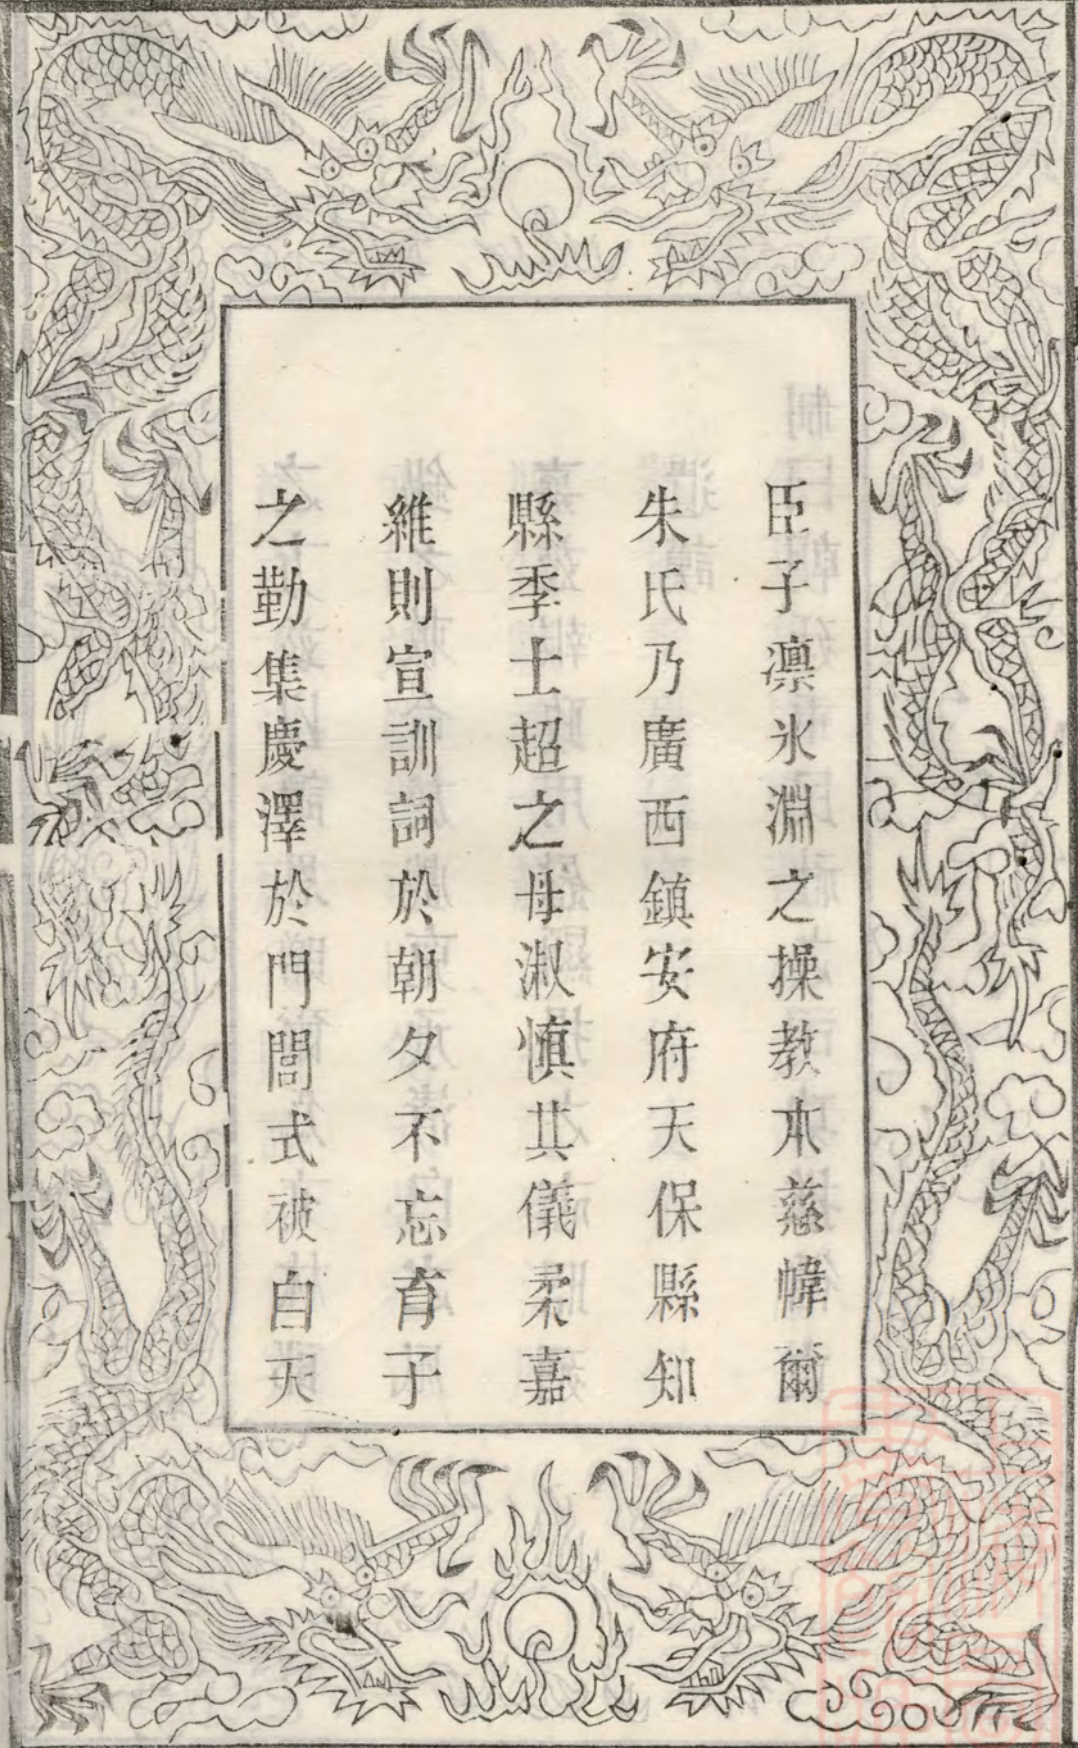 臣子凛氷淵之操教本慈幃爾
朱氏乃廣西鎮安府天保縣知
縣季士超之母淑慎其儀柔嘉
維則宣訓詞於朝夕不忘育子
之勤集慶澤於門閭式被自天